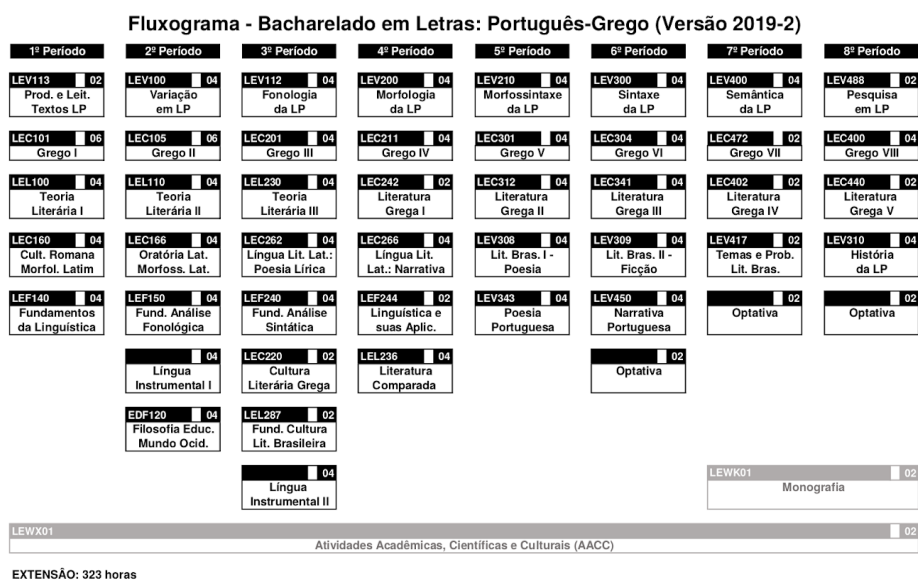 Fluxograma - Bacharelado em Letras: Português-Grego (Versão 2019-2)
1º Período 2º Período 3º Período 4º Período 5º Período 6º Período 7º Período 8º Período
LEV113 02 LEV100 04 LEV112 04 LEV200 04 LEV210 04 LEV300 04 LEV400 04 LEV488 02
Prod. e Leit. Variação Fonologia Morfologia Morfossintaxe Sintaxe Semântica Pesquisa
Textos LP em LP da LP da LP da LP da LP da LP em LP
LEC101 06 LEC105 06 LEC201 04 LEC211 04 LEC301 04 LEC304 04 LEC472 02 LEC400 04
Grego I Grego II Grego III Grego IV Grego V Grego VI Grego VII Grego VIII
LEL100 04 LEL110 04 LEL230 04 LEC242 02 LEC312 04 LEC341 04 LEC402 02 LEC440 02
Teoria Teoria Teoria Literatura Literatura Literatura Literatura Literatura
Literária I Literária II Literária III Grega I Grega II Grega III Grega IV Grega V
LEC160 04 LEC166 04 LEC262 04 LEC266 04 LEV308 04 LEV309 04 LEV417 02 LEV310 04
Cult. Romana Oratória Lat. Língua Lit. Lat.: Língua Lit. Lit. Bras. I - Lit. Bras. II - Temas e Prob. História
Morfol. Latim Morfoss. Lat. Poesia Lírica Lat.: Narrativa Poesia Ficção Lit. Bras. da LP
LEF140 04 LEF150 04 LEF240 04 LEF244 02 LEV343 04 LEV450 04 02 02
Fundamentos Fund. Análise Fund. Análise Linguística e Poesia Narrativa Optativa Optativa
da Linguística Fonológica Sintática suas Aplic. Portuguesa Portuguesa
04 LEC220 02 LEL236 04 02
Língua Cultura Literatura Optativa
Instrumental I Literária Grega Comparada
EDF120 04 LEL287 02
Filosofia Educ. Fund. Cultura
Mundo Ocid. Lit. Brasileira
04 LEWK01 02
Língua Monografia
Instrumental II
LEWX01 02
Atividades Acadêmicas, Científicas e Culturais (AACC)
EXTENSÃO: 323 horas